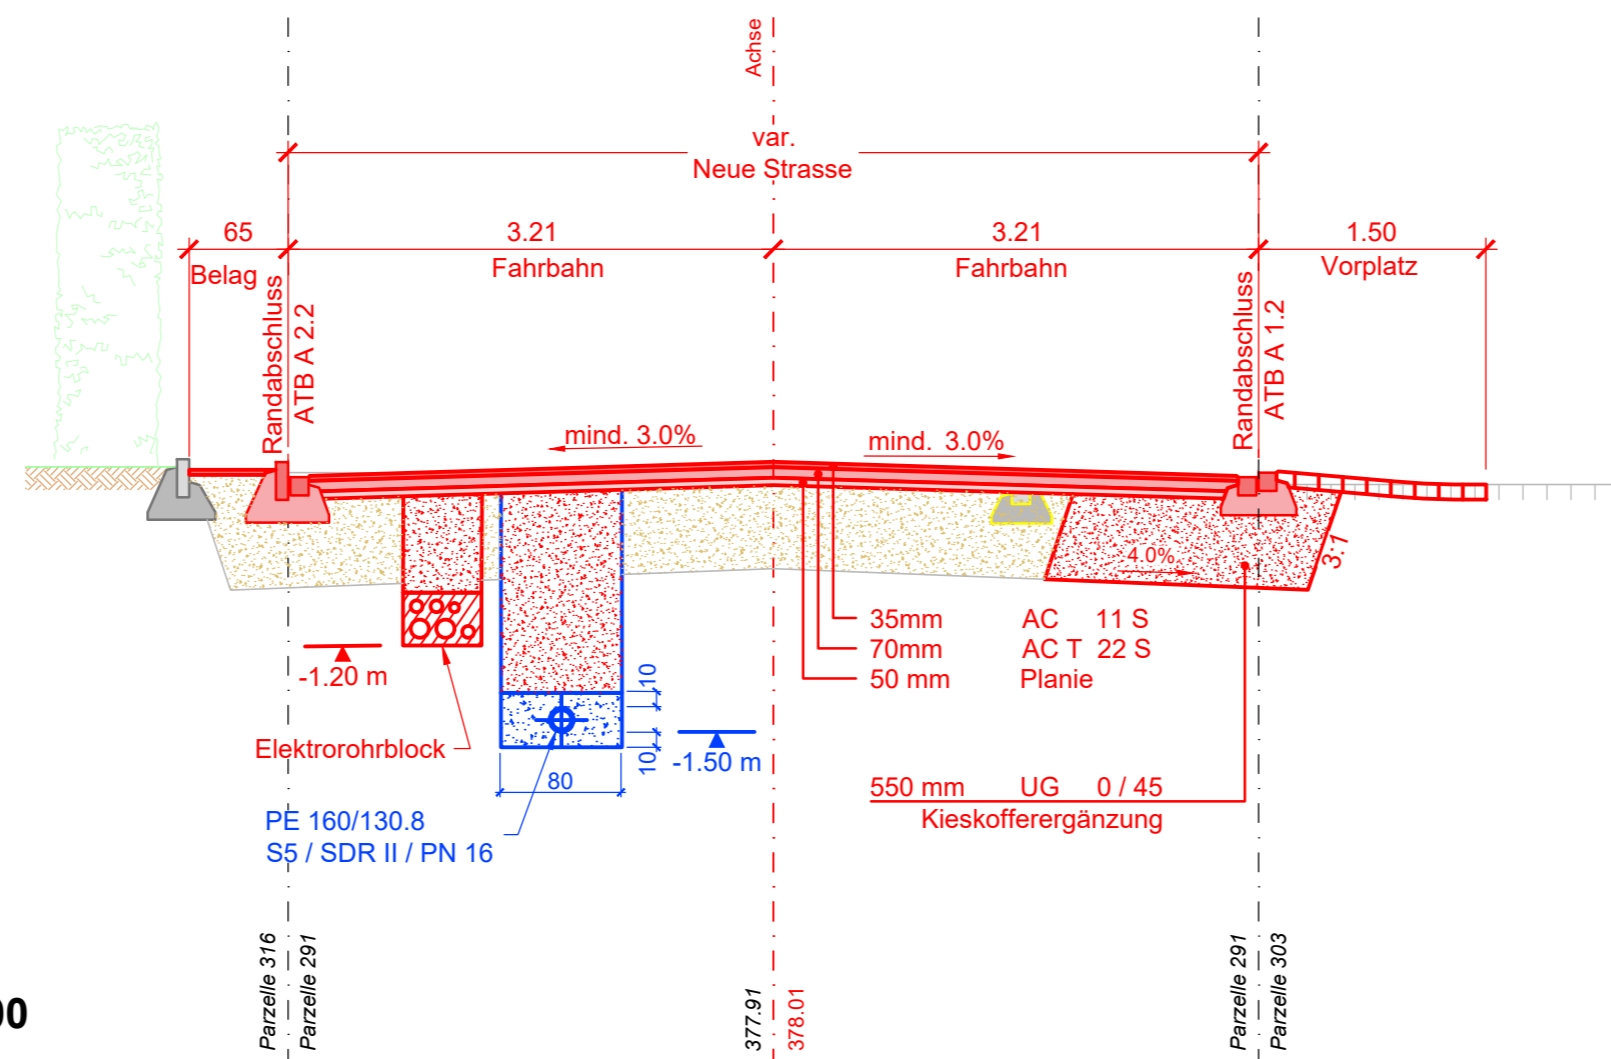 Achse
var.
Neue Strasse
65
3.21
3.21
1.50
Belag
Fahrbahn
Fahrbahn
Vorplatz
Randabschluss
ATB A 2.2
Randabschluss
ATB A 1.2
mind. 3.0%
mind. 3.0%
4.0%
3:1
35mm AC 11 S
70mm AC T 22 S
50 mm Planie
-1.20 m
10
10
-1.50 m
Elektrorohrblock
80
550 mm UG 0 / 45
Kieskofferergänzung
PE 160/130.8
S5 / SDR II / PN 16
Parzelle 316
Parzelle 291
377.91
378.01
Parzelle 291
Parzelle 303
00